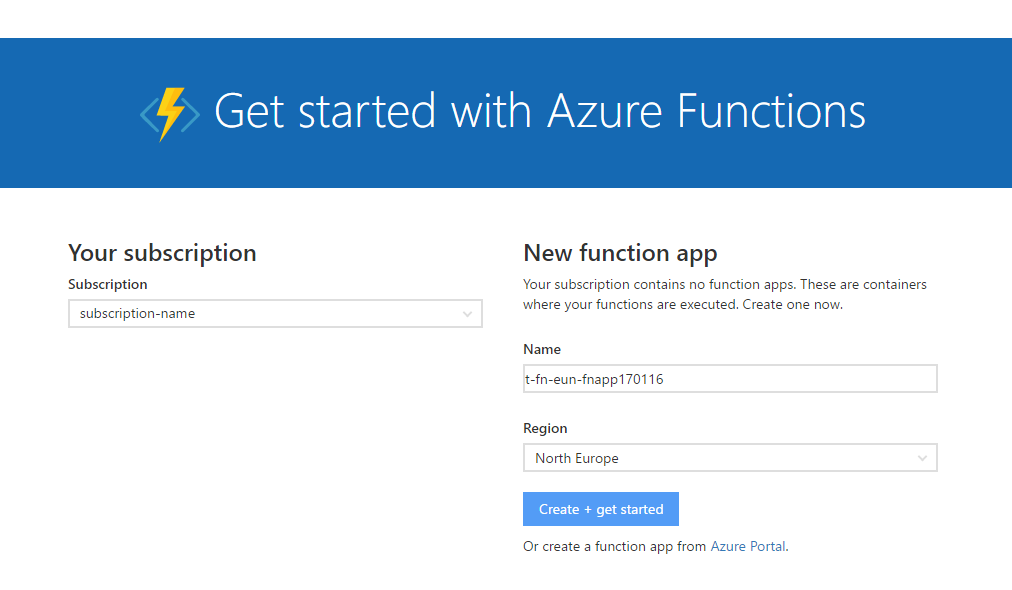 Get started with Azure Functions
Your subscription
Subscription
subscription-name
New function app
Your subscription contains no function apps. These are containers
where your functions are executed. Create one now.
Name
t-fn-eun-fnapp170116
Region
North Europe
Create + get started
Or create a function app from Azure Portal.